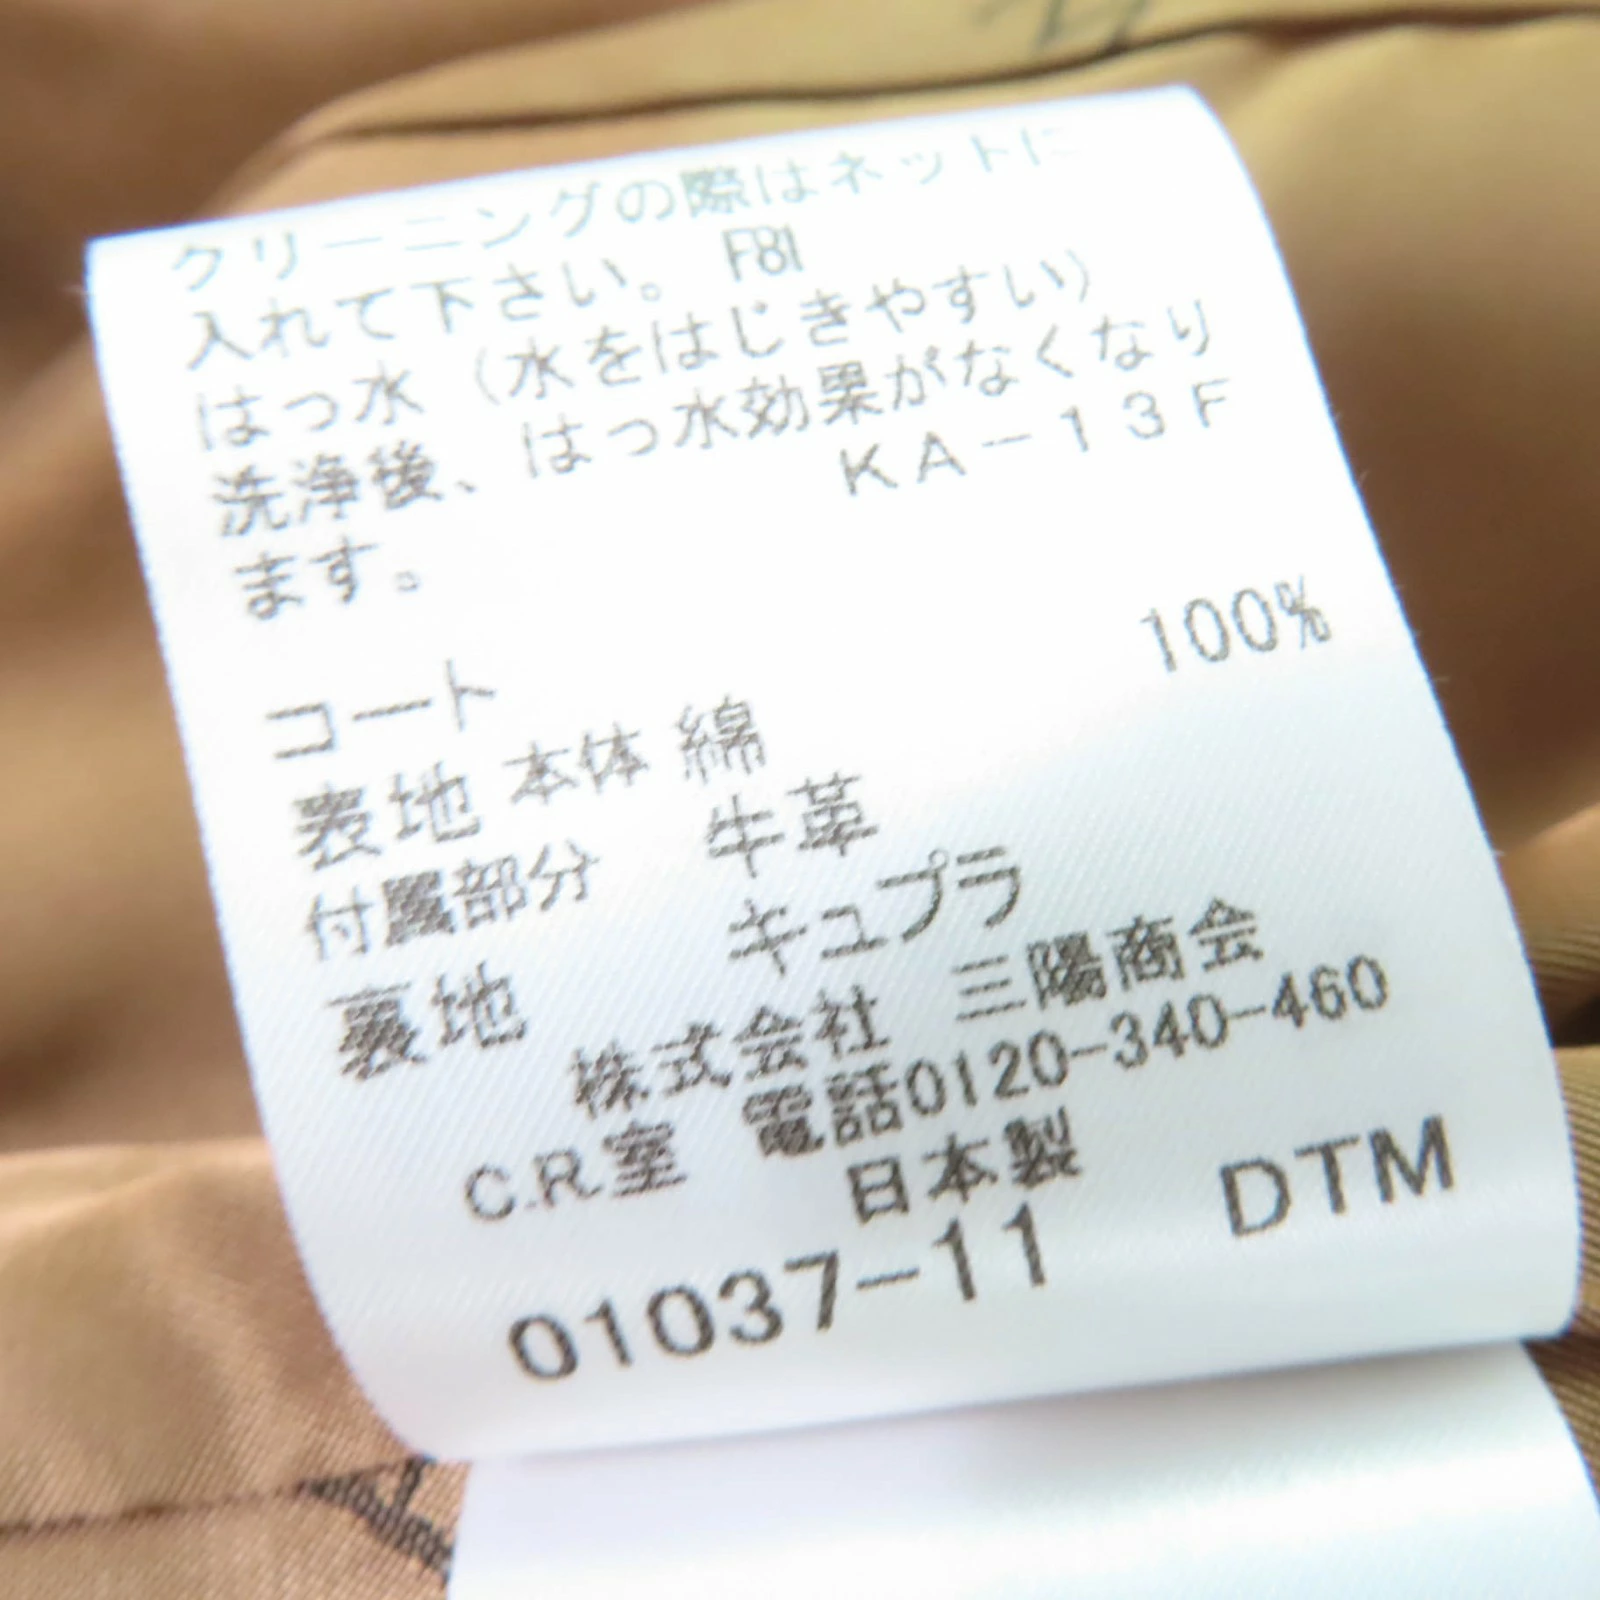 クリーニングの際はネットに
入れて下さい。 F81
はっ水（水をはじきやすい）
洗浄後、はっ水効果がなくなり
ます。
KA-13F
コート
表地 本体 綿 100%
付属部分 牛革
裏地 キュプラ
株式会社 三陽商会
C.R.室 電話0120-340-460
日本製
01037-11 DTM